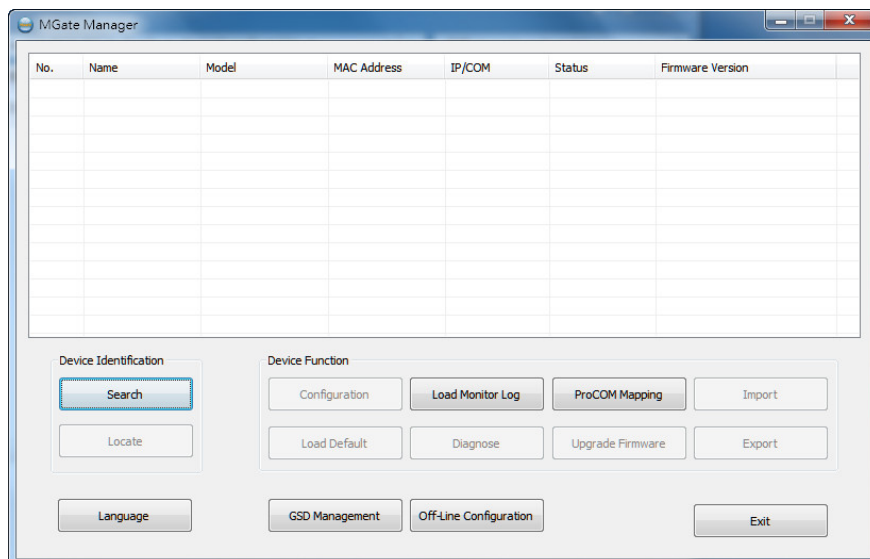 MGate Manager
No. Name Model MAC Address IP/COM Status Firmware Version
Device Identification Device Function
Search Configuration Load Monitor Log ProCOM Mapping Import
Locate Load Default Diagnose Upgrade Firmware Export
Language GSD Management Off-Line Configuration Exit